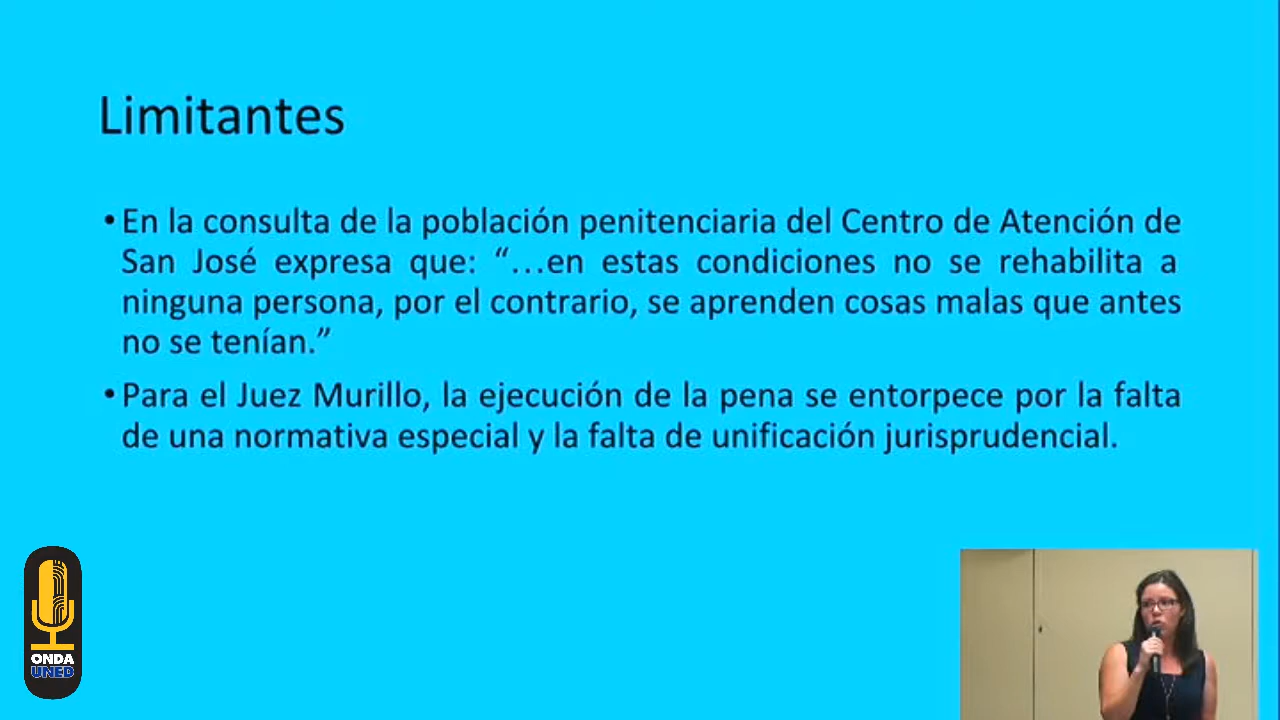 Limitantes
• En la consulta de la población penitenciaria del Centro de Atención de
San José expresa que: “…en estas condiciones no se rehabilita a
ninguna persona, por el contrario, se aprenden cosas malas que antes
no se tenían.”
• Para el Juez Murillo, la ejecución de la pena se entorpece por la falta
de una normativa especial y la falta de unificación jurisprudencial.
ONDA
UNED